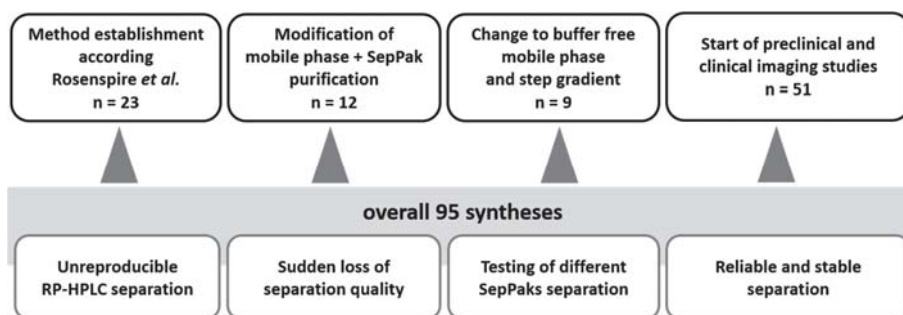 Method establishment
according
Rosenspire et al.
n = 23
Modification of
mobile phase + SepPak
purification
n = 12
Change to buffer free
mobile phase
and step gradient
n = 9
Start of preclinical and
clinical imaging studies
n = 51
overall 95 syntheses
Unreproducible
RP-HPLC separation
Sudden loss of
separation quality
Testing of different
SepPaks separation
Reliable and stable
separation